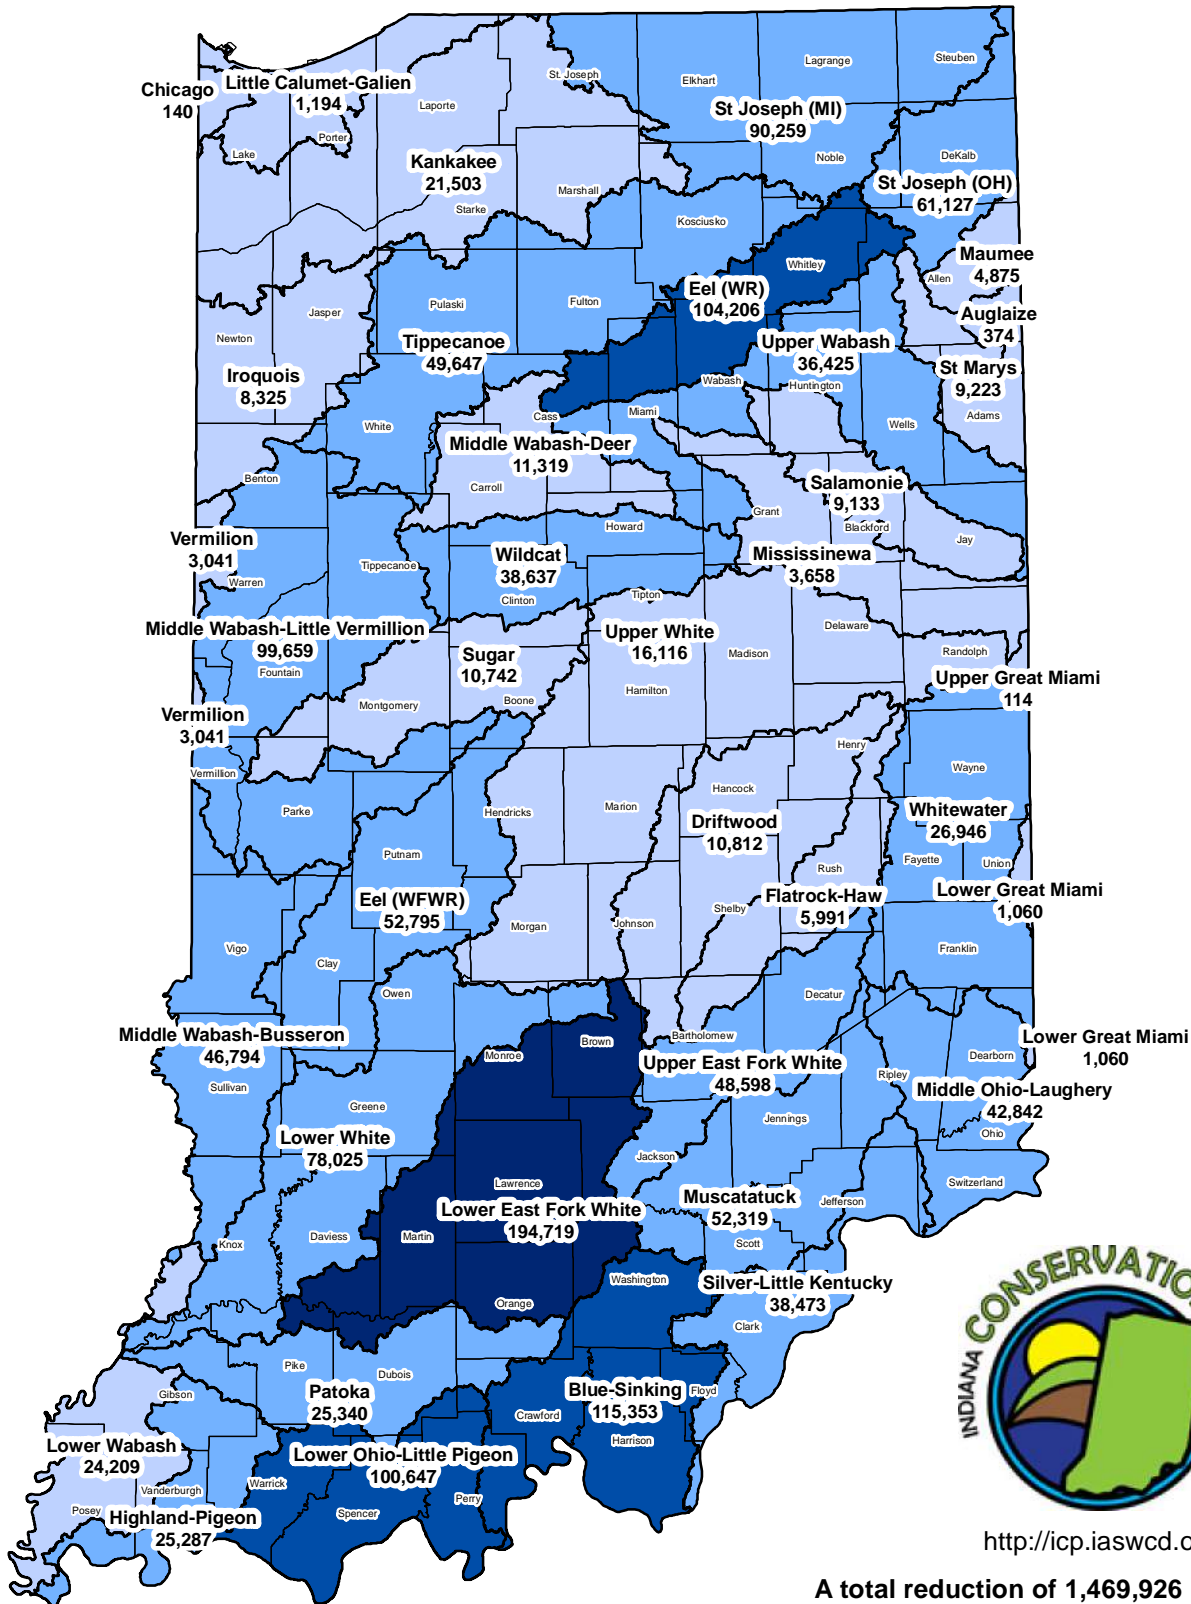 Steuben
Lagrange
St. Joseph
Elkhart
Chicago
140
Little Calumet-Galien
1,194
Laporte
St Joseph (MI)
90,259
Porter
Lake
Noble
DeKalb
Kankakee
21,503
Marshall
St Joseph (OH)
61,127
Starke
Kosciusko
Maumee
4,875
Whitley
Allen
Eel (WR)
104,206
Jasper
Pulaski
Fulton
Auglaize
374
Newton
Tippecanoe
49,647
Upper Wabash
36,425
Iroquois
8,325
St Marys
9,223
Wabash
Huntington
Cass
Miami
Adams
White
Wells
Middle Wabash-Deer
11,319
Benton
Carroll
Salamonie
9,133
Grant
Blackford
Howard
Jay
Vermilion
3,041
Wildcat
38,637
Mississinewa
3,658
Tippecanoe
Warren
Clinton
Tipton
Middle Wabash-Little Vermillion
99,659
Upper White
16,116
Delaware
Sugar
10,742
Madison
Randolph
Fountain
Hamilton
Upper Great Miami
114
Montgomery
Boone
Vermilion
3,041
Henry
Vermillion
Wayne
Hancock
Parke
Hendricks
Marion
Driftwood
10,812
Whitewater
26,946
Putnam
Fayette
Union
Rush
Eel (WFWR)
52,795
Flatrock-Haw
5,991
Lower Great Miami
1,060
Shelby
Morgan
Johnson
Vigo
Clay
Franklin
Owen
Decatur
Middle Wabash-Busseron
46,794
Bartholomew
Brown
Monroe
Lower Great Miami
1,060
Dearborn
Upper East Fork White
48,598
Ripley
Sullivan
Middle Ohio-Laughery
42,842
Greene
Jennings
Ohio
Lower White
78,025
Jackson
Lawrence
Switzerland
Muscatatuck
52,319
Jefferson
Lower East Fork White
194,719
Knox
Daviess
Martin
Scott
Washington
Silver-Little Kentucky
38,473
Orange
Clark
Pike
Dubois
Gibson
Patoka
25,340
Blue-Sinking
115,353
Floyd
Crawford
Harrison
INDIANA CONSERVATIO
Lower Wabash
24,209
Lower Ohio-Little Pigeon
100,647
Vanderburgh
Warrick
Perry
Posey
Spencer
Highland-Pigeon
25,287
http://icp.iaswcd.o
A total reduction of 1,469,926